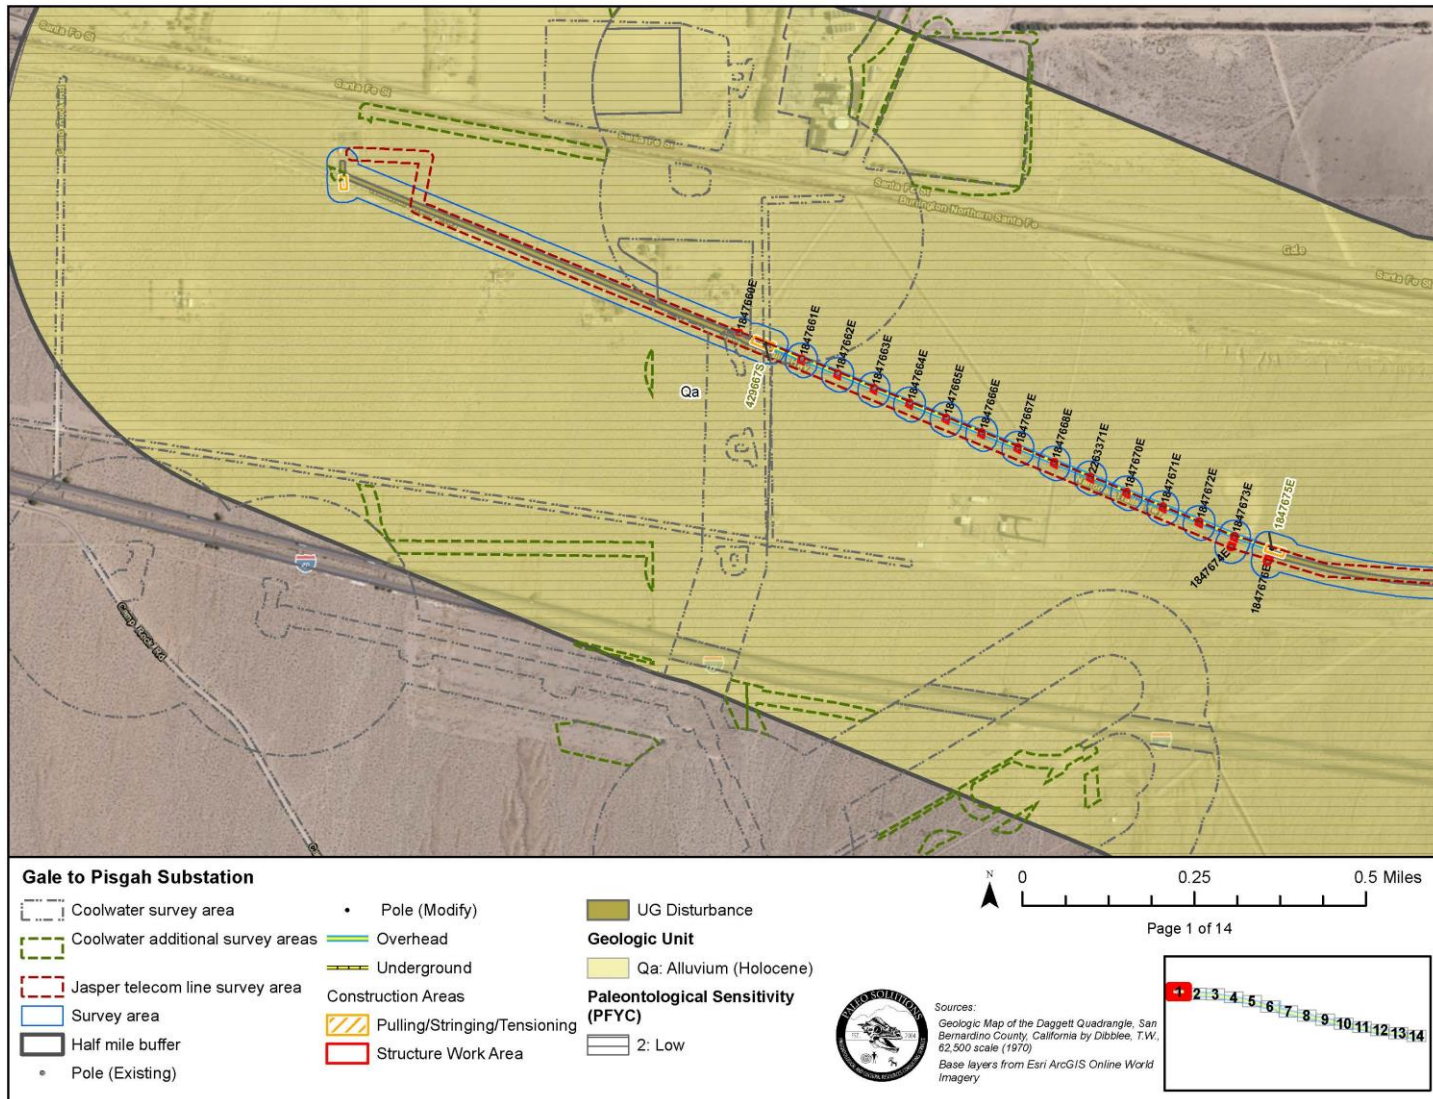 Santa Fe St
Santa Fe St
Santa Fe St
Santa Fe St
Burlington Northern Santa Fe
Gale
Santa Fe St
1847660E
1847661E
1847662E
1847663E
1847664E
1847665E
1847666E
1847667E
1847668E
2263371E
1847670E
1847671E
1847672E
1847673E
1847674E
1847675E
1847676E
429667S
Qa
Camp Rock Rd
Gale to Pisgah Substation
Coolwater survey area
Coolwater additional survey areas
Jasper telecom line survey area
Survey area
Half mile buffer
Pole (Existing)
Pole (Modify)
Overhead
Underground
Construction Areas
Pulling/Stringing/Tensioning
Structure Work Area
UG Disturbance
Geologic Unit
Qa: Alluvium (Holocene)
Paleontological Sensitivity
(PFYC)
2: Low
N
0 0.25 0.5 Miles
Page 1 of 14
PALEO SOLUTIONS
Sources:
Geologic Map of the Daggett Quadrangle, San
Bernardino County, California by Dibblee, T.W.,
62,500 scale (1970)
Base layers from Esri ArcGIS Online World
Imagery
1 2 3 4 5 6 7 8 9 10 11 12 13 14